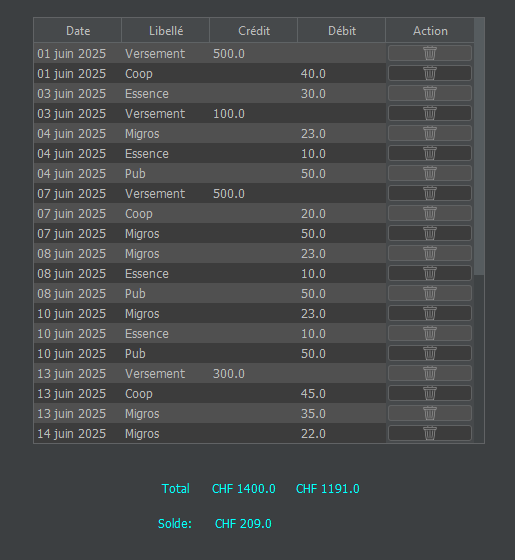 Date Libellé Crédit Débit Action
01 juin 2025 Versement 500.0
01 juin 2025 Coop 40.0
03 juin 2025 Essence 30.0
03 juin 2025 Versement 100.0
04 juin 2025 Migros 23.0
04 juin 2025 Essence 10.0
04 juin 2025 Pub 50.0
07 juin 2025 Versement 500.0
07 juin 2025 Coop 20.0
07 juin 2025 Migros 50.0
08 juin 2025 Migros 23.0
08 juin 2025 Essence 10.0
08 juin 2025 Pub 50.0
10 juin 2025 Migros 23.0
10 juin 2025 Essence 10.0
10 juin 2025 Pub 50.0
13 juin 2025 Versement 300.0
13 juin 2025 Coop 45.0
13 juin 2025 Migros 35.0
14 juin 2025 Migros 22.0
Total CHF 1400.0 CHF 1191.0
Solde: CHF 209.0